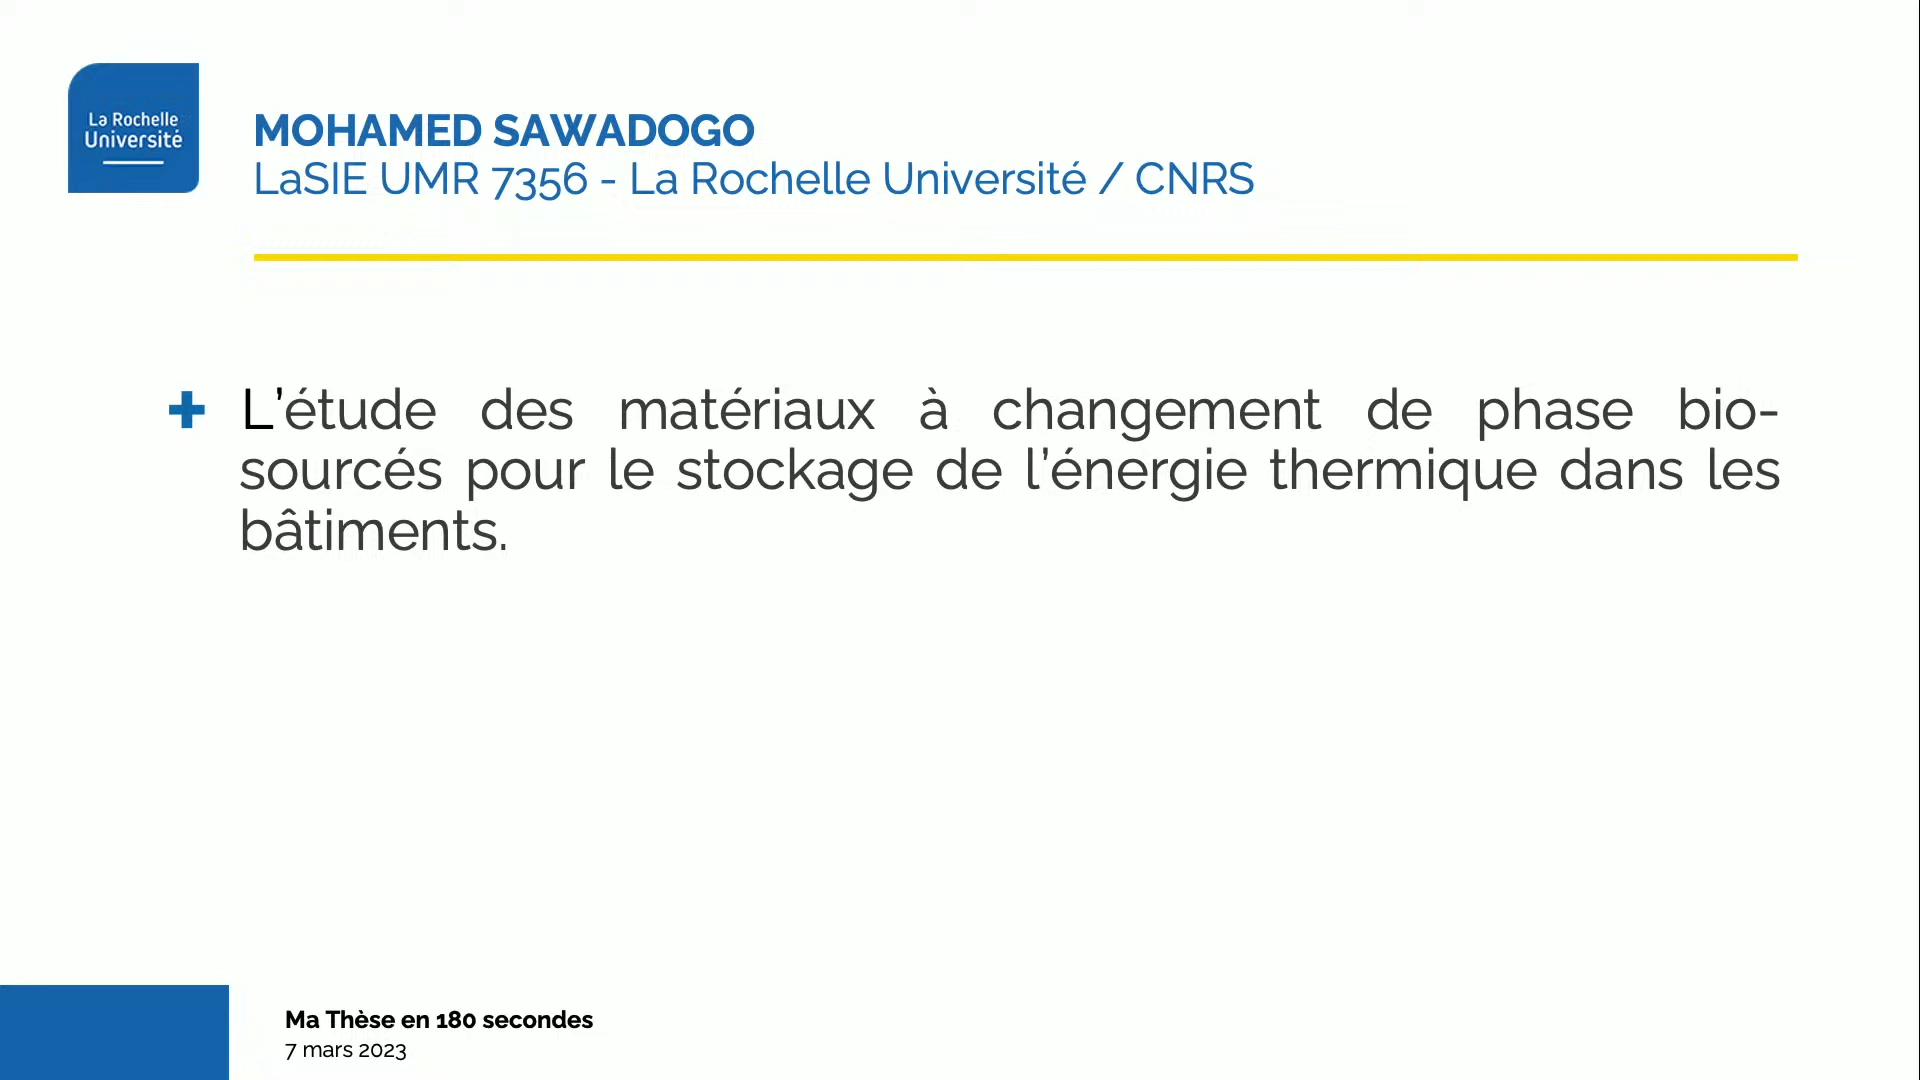 La Rochelle
Université
MOHAMED SAWADOGO
LaSIE UMR 7356 - La Rochelle Université / CNRS
L’étude des matériaux à changement de phase bio-
sourcés pour le stockage de l’énergie thermique dans les
bâtiments.
Ma Thèse en 180 secondes
7 mars 2023